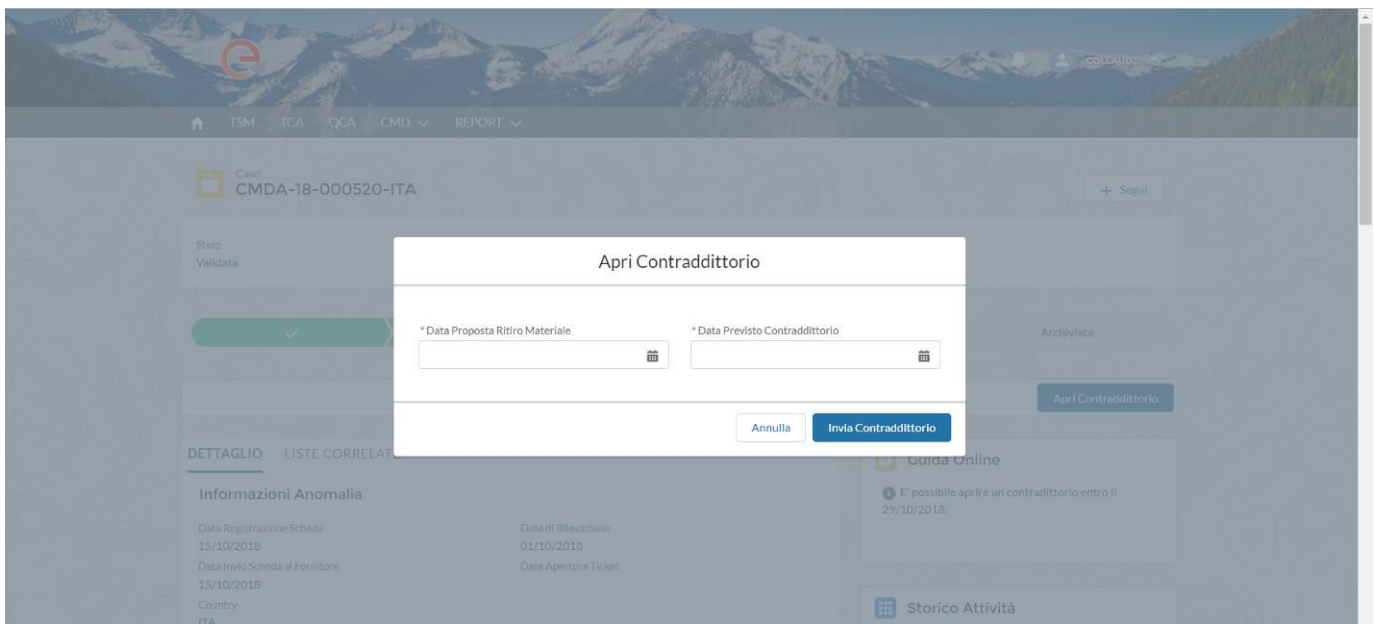 COLLAUD...
TSM TCA QCA CMD REPORT
Caso
CMDA-18-000520-ITA
+ Segui
Stato
Validata
Apri Contraddittorio
* Data Proposta Ritiro Materiale
* Data Previsto Contraddittorio
Archiviata
Apri Contraddittorio
Annulla
Invia Contraddittorio
DETTAGLIO LISTE CORRELAT
Guida Online
Informazioni Anomalia
E' possibile aprire un contradittorio entro il
29/10/2018.
Data Registrazione Scheda
15/10/2018
Data di Rilevazione
01/10/2018
Data Invio Scheda al Fornitore
15/10/2018
Data Apertura Ticket
Country
ITA
Storico Attività